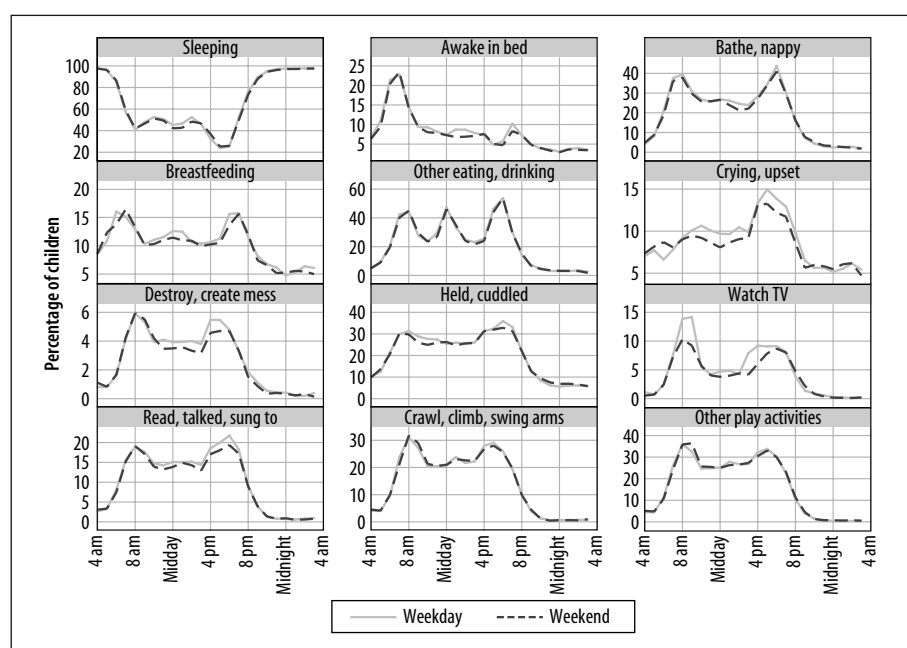 Percentage of children
Sleeping
100
80
60
40
20
Awake in bed
25
20
15
10
5
0
Bathe, nappy
40
30
20
10
0
Breastfeeding
20
15
10
5
Other eating, drinking
60
40
20
0
Crying, upset
15
10
5
Destroy, create mess
6
4
2
0
Held, cuddled
40
30
20
10
0
Watch TV
15
10
5
0
Read, talked, sung to
20
15
10
5
0
Crawl, climb, swing arms
30
20
10
0
Other play activities
40
30
20
10
0
4 am
8 am
Midday
4 pm
8 pm
Midnight
4 am
4 am
8 am
Midday
4 pm
8 pm
Midnight
4 am
4 am
8 am
Midday
4 pm
8 pm
Midnight
4 am
Weekday
Weekend